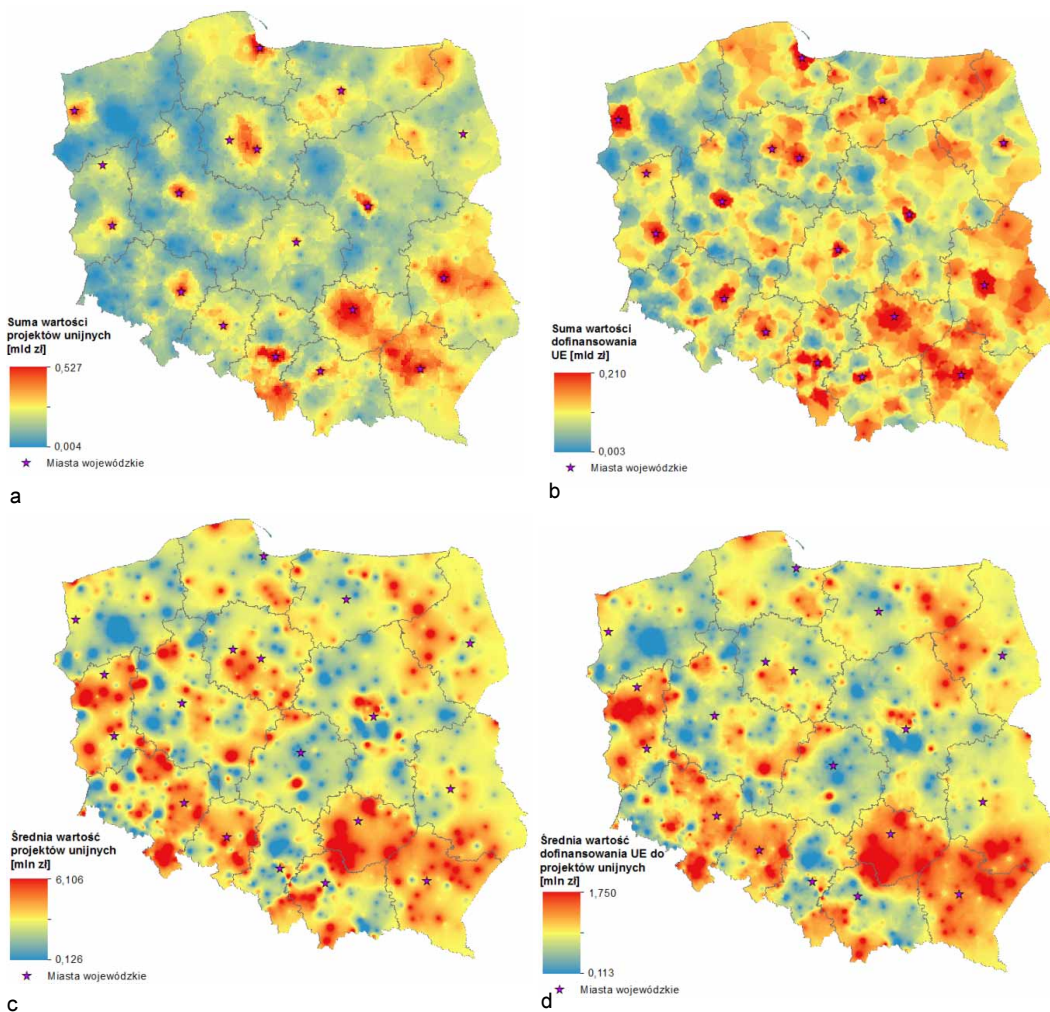 Suma wartości
projektów unijnych
[mld zł]
0,527
0,004
Miasta wojewódzkie
a
Suma wartości
dofinansowania
UE [mld zł]
0,210
0,003
Miasta wojewódzkie
b
Średnia wartość
projektów unijnych
[mln zł]
6,106
0,126
Miasta wojewódzkie
c
Średnia wartość
dofinansowania UE do
projektów unijnych
[mln zł]
1,750
0,113
Miasta wojewódzkie
d